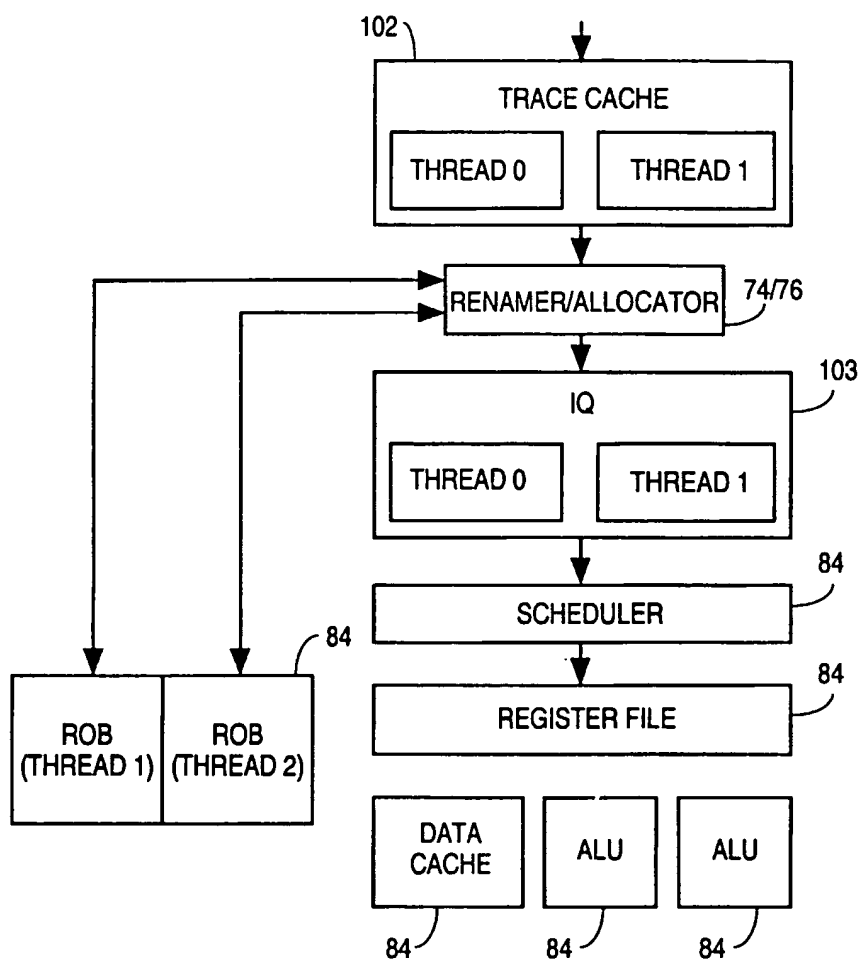 102
TRACE CACHE
THREAD 0
THREAD 1
RENAMER/ALLOCATOR
74/76
103
IQ
THREAD 0
THREAD 1
84
SCHEDULER
84
84
REGISTER FILE
ROB
(THREAD 1)
ROB
(THREAD 2)
DATA
CACHE
ALU
ALU
84
84
84